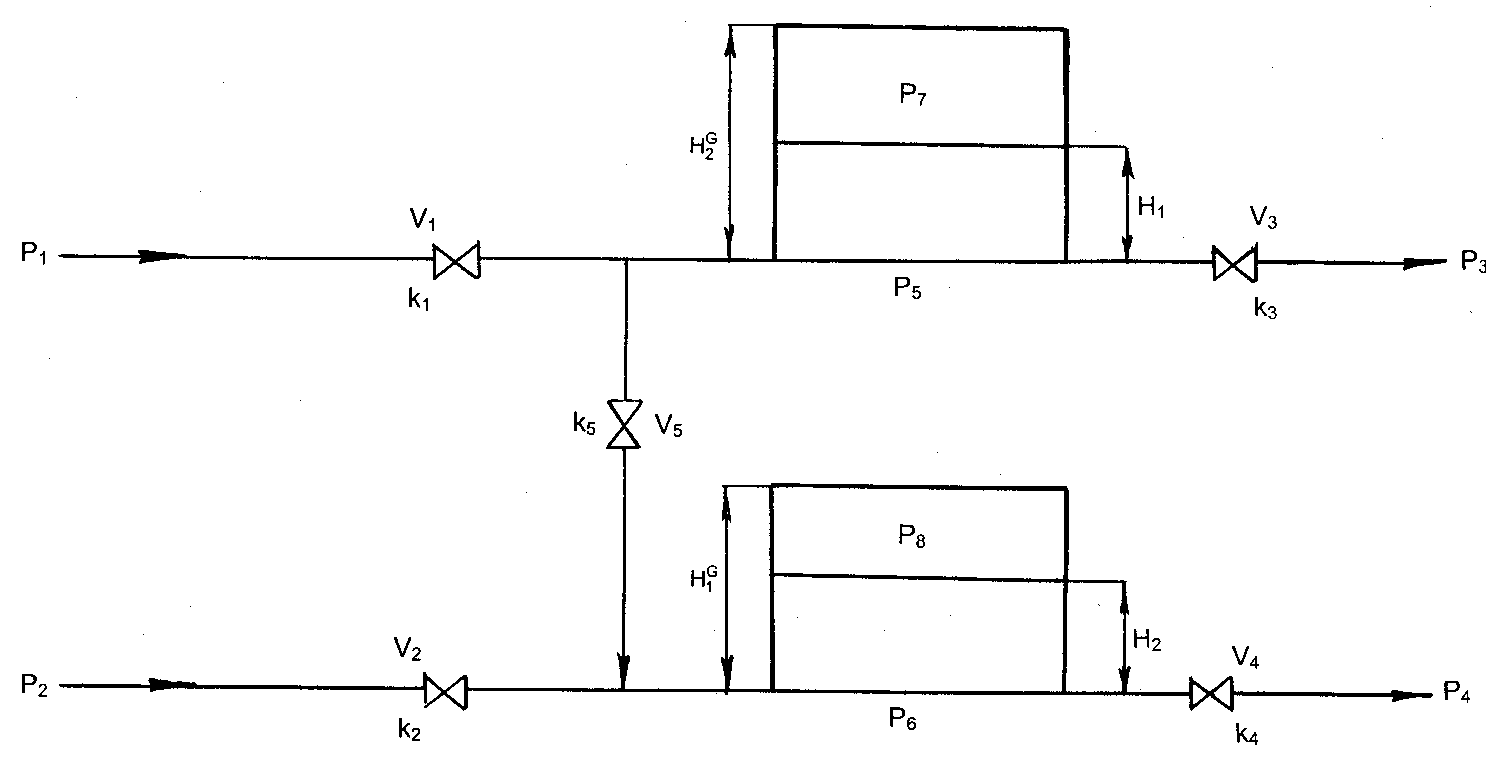 P₇
H₂ᴳ
V₁
H₁
V₃
P₁
P₃
k₁
P₅
k₃
k₅
V₅
P₈
H₁ᴳ
V₂
H₂
V₄
P₂
P₄
k₂
P₆
k₄